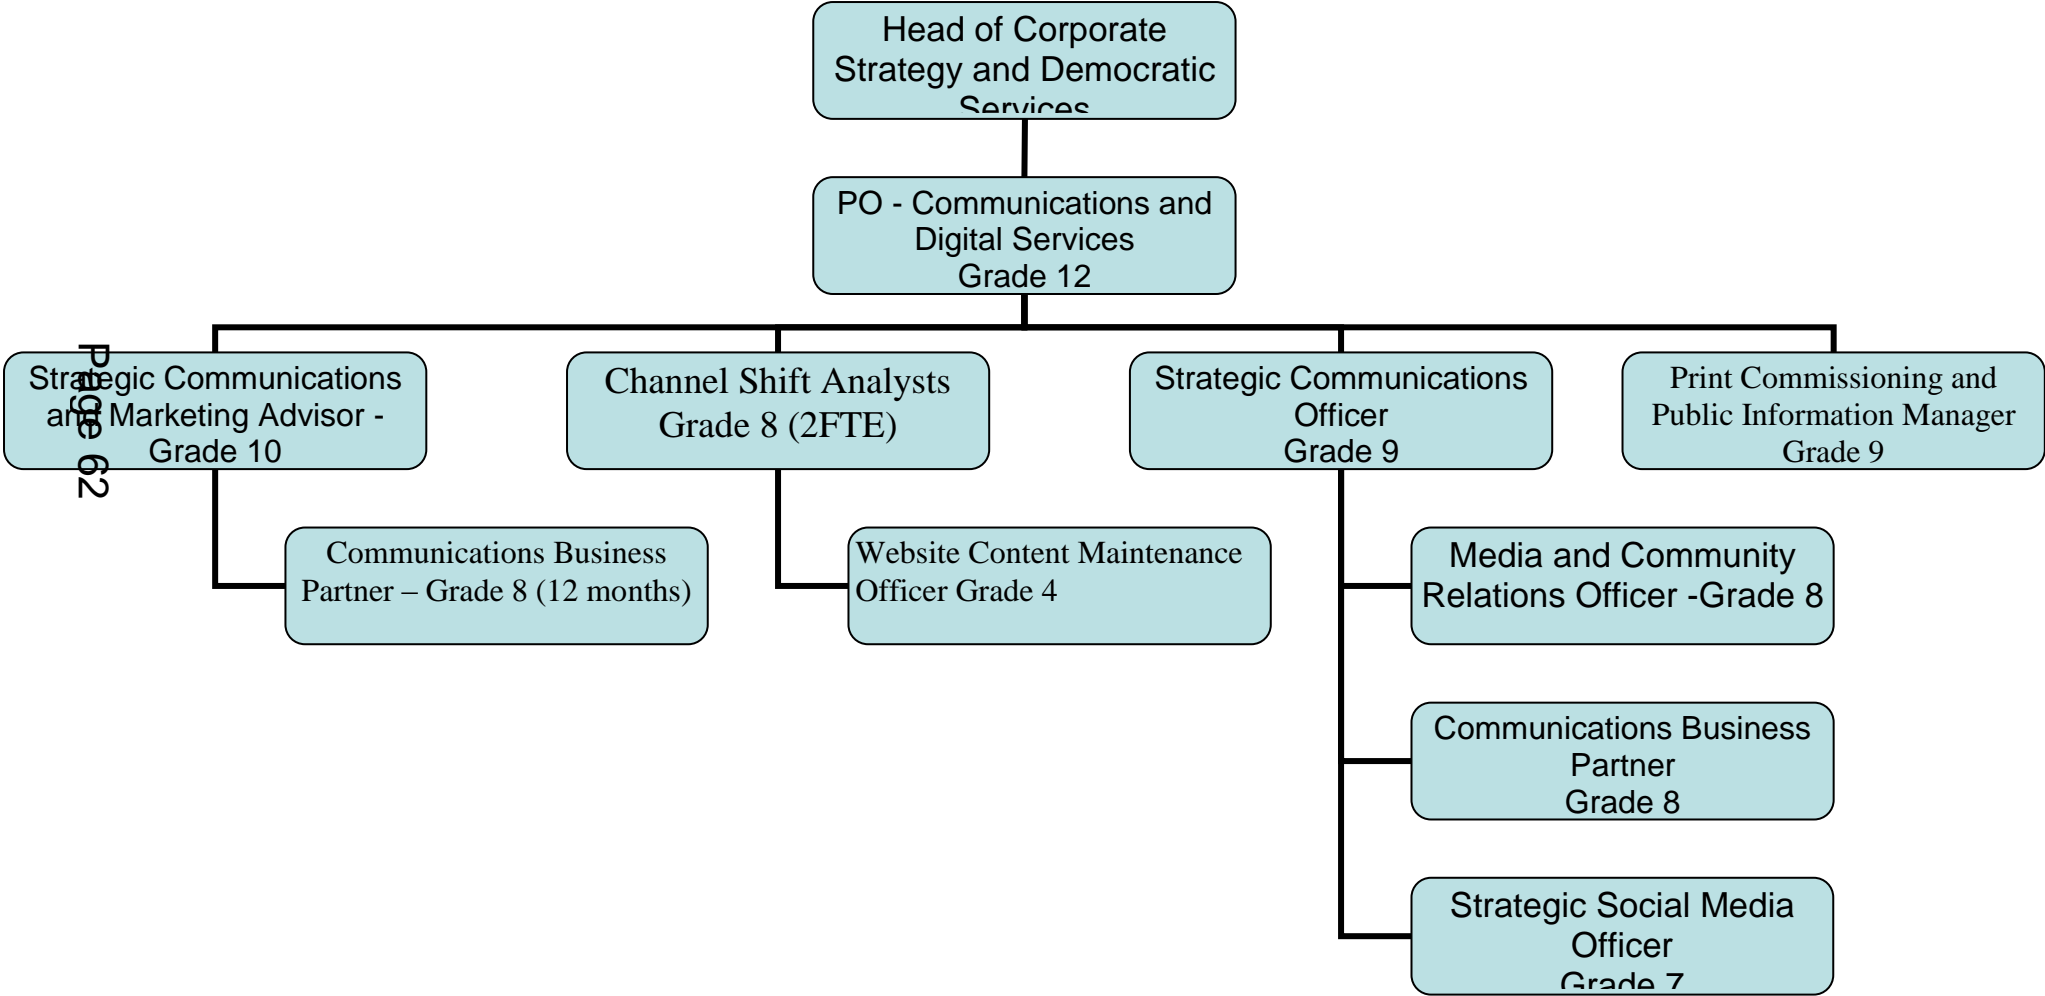 Head of Corporate
Strategy and Democratic
Services
PO - Communications and
Digital Services
Grade 12
Strategic Communications
and Marketing Advisor -
Grade 10
Channel Shift Analysts
Grade 8 (2FTE)
Strategic Communications
Officer
Grade 9
Print Commissioning and
Public Information Manager
Grade 9
Page 62
Communications Business
Partner – Grade 8 (12 months)
Website Content Maintenance
Officer Grade 4
Media and Community
Relations Officer -Grade 8
Communications Business
Partner
Grade 8
Strategic Social Media
Officer
Grade 7